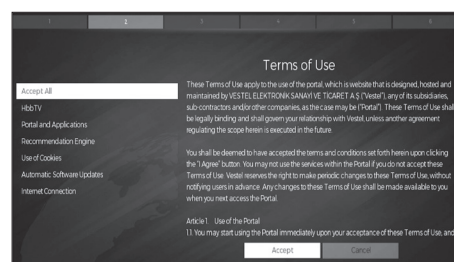 1 2 3 4 5 6
Terms of Use
Accept All
HbbTV
Portal and Applications
Recommendation Engine
Use of Cookies
Automatic Software Updates
Internet Connection
These Terms of Use apply to the use of the portal, which is website that is designed, hosted and
maintained by VESTEL ELEKTRONİK SANAYİ VE TİCARET A.Ş ("Vestel"), any of its subsidiaries,
sub-contractors and/or other companies, as the case may be ("Portal"). These Terms of Use shall
be legally binding and shall govern your relationship with Vestel, unless another agreement
regulating the scope herein is executed in the future.
You shall be deemed to have accepted the terms and conditions set forth herein upon clicking
the "I Agree" button. You may not use the services within the Portal if you do not accept these
Terms of Use. Vestel reserves the right to make periodic changes to these Terms of Use, without
notifying users in advance. Any changes to these Terms of Use shall be made available to you
when you next access the Portal.
Article 1. Use of the Portal
1.1. You may start using the Portal immediately upon your acceptance of these Terms of Use, and
Accept Cancel